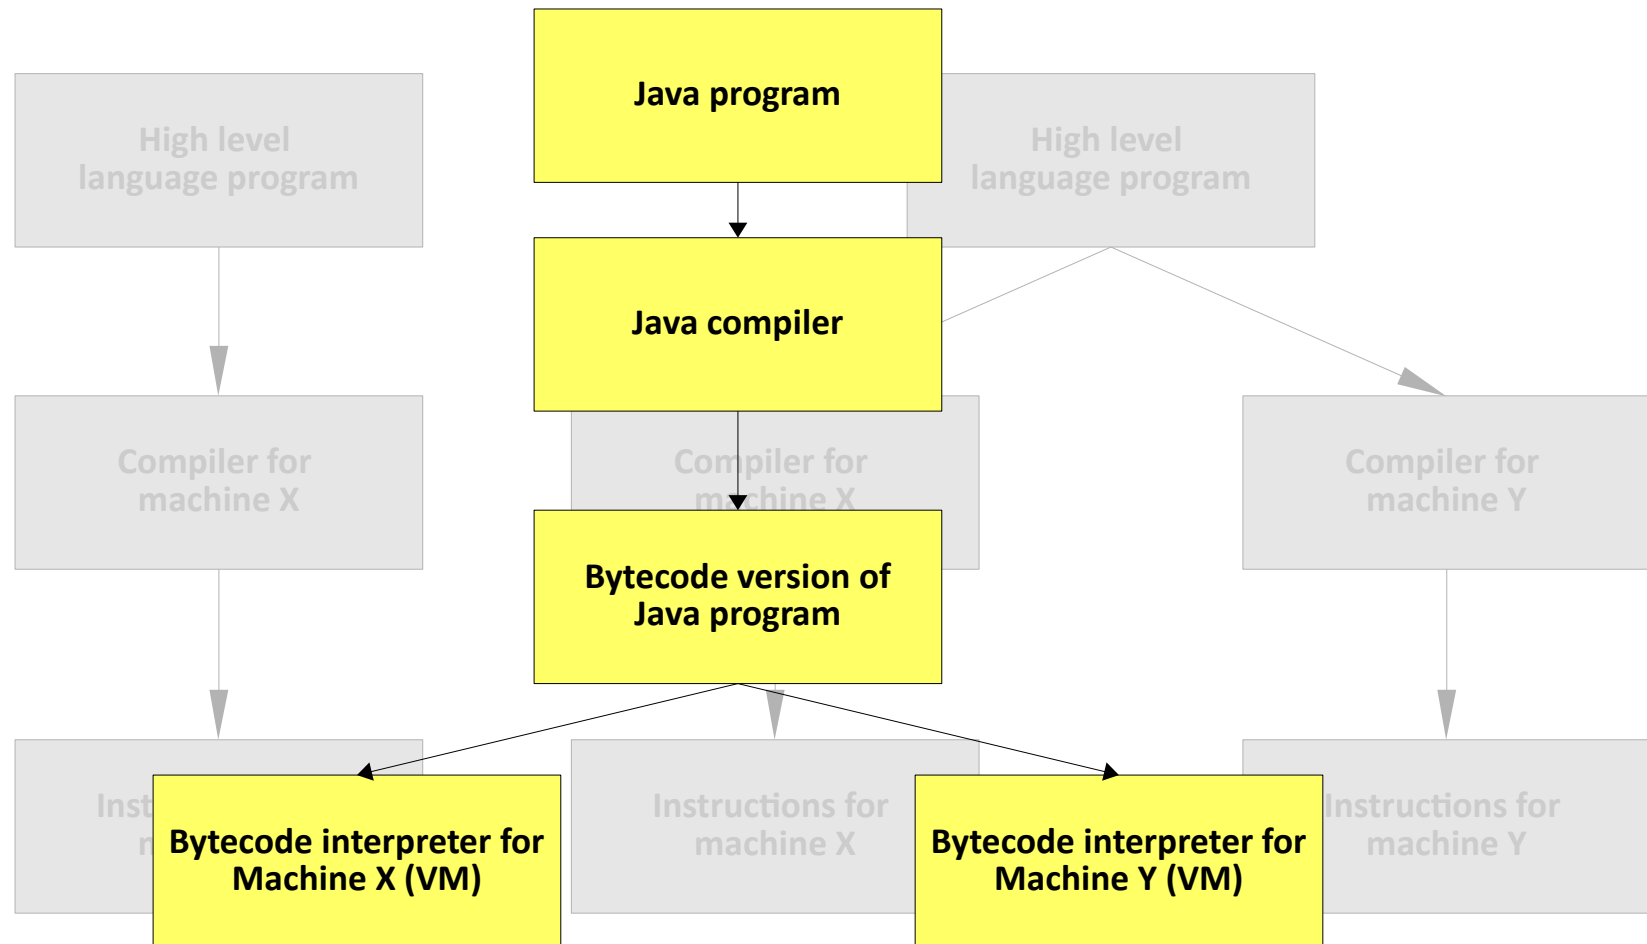 Java program
High level
language program
High level
language program
Java compiler
Compiler for
machine X
Compiler for
machine X
Compiler for
machine Y
Bytecode version of
Java program
Instructions for
machine X
Instructions for
machine Y
Bytecode interpreter for
Machine X (VM)
Bytecode interpreter for
Machine Y (VM)